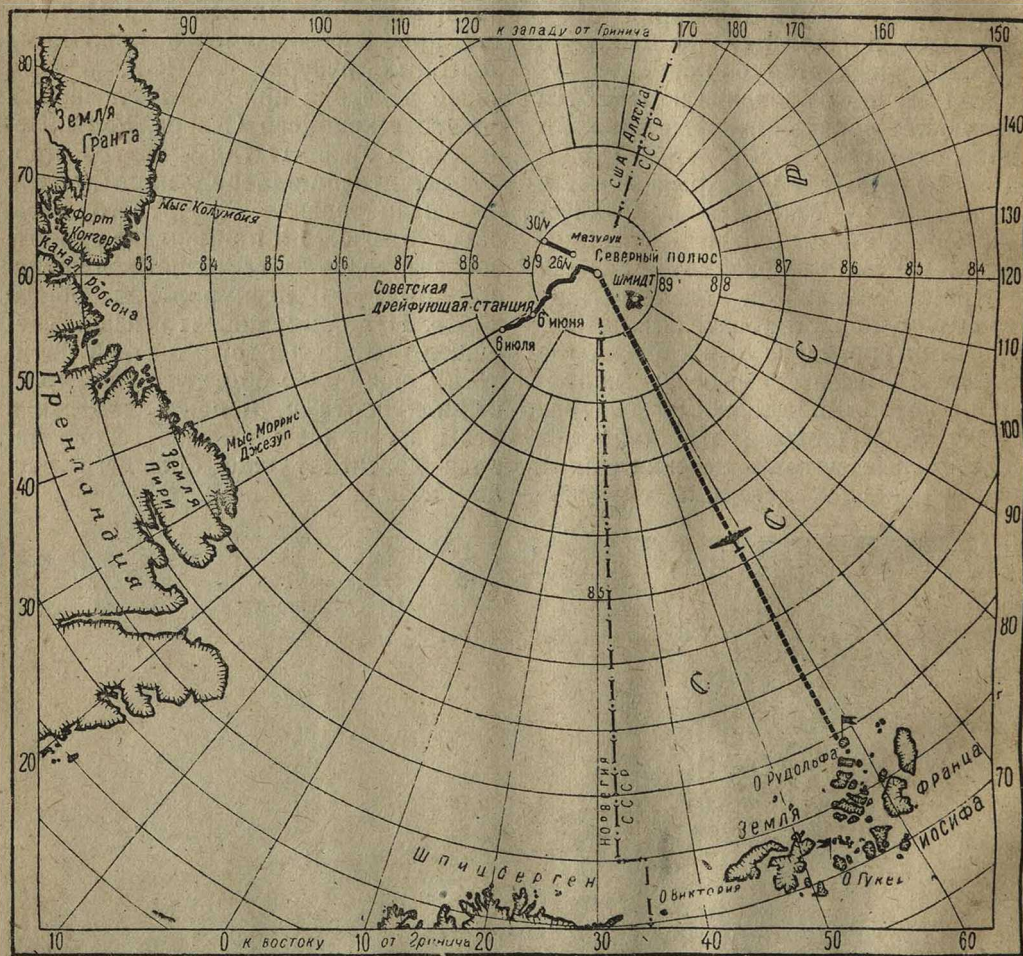 90 100 110 120 к западу от Гринича 170 180 170 160 150
80
Земля
Гранта
США Аляска
СССР
140
70
Р
130
Мыс Колумбия
Форт
Конгер
30/V
Мазурук
Северный полюс
120
60
Канал Робсона
83 84 85 86 87 88 89
26/V
Шмидт
89 88 87 86 85 84
Советская
дрейфующая станция
6 июня
6 июля
С
110
50
Гренландия
Мыс Моррис
Джезуп
100
Земля
Пири
40
С
90
85
30
80
С
Норвегия
СССР
20
О Рудольфа
70
Земля
Франца
Иосифа
Шпицберген
О Виктория
О Гукер
10 0 к востоку 10 от Гринича 20 30 40 50 60